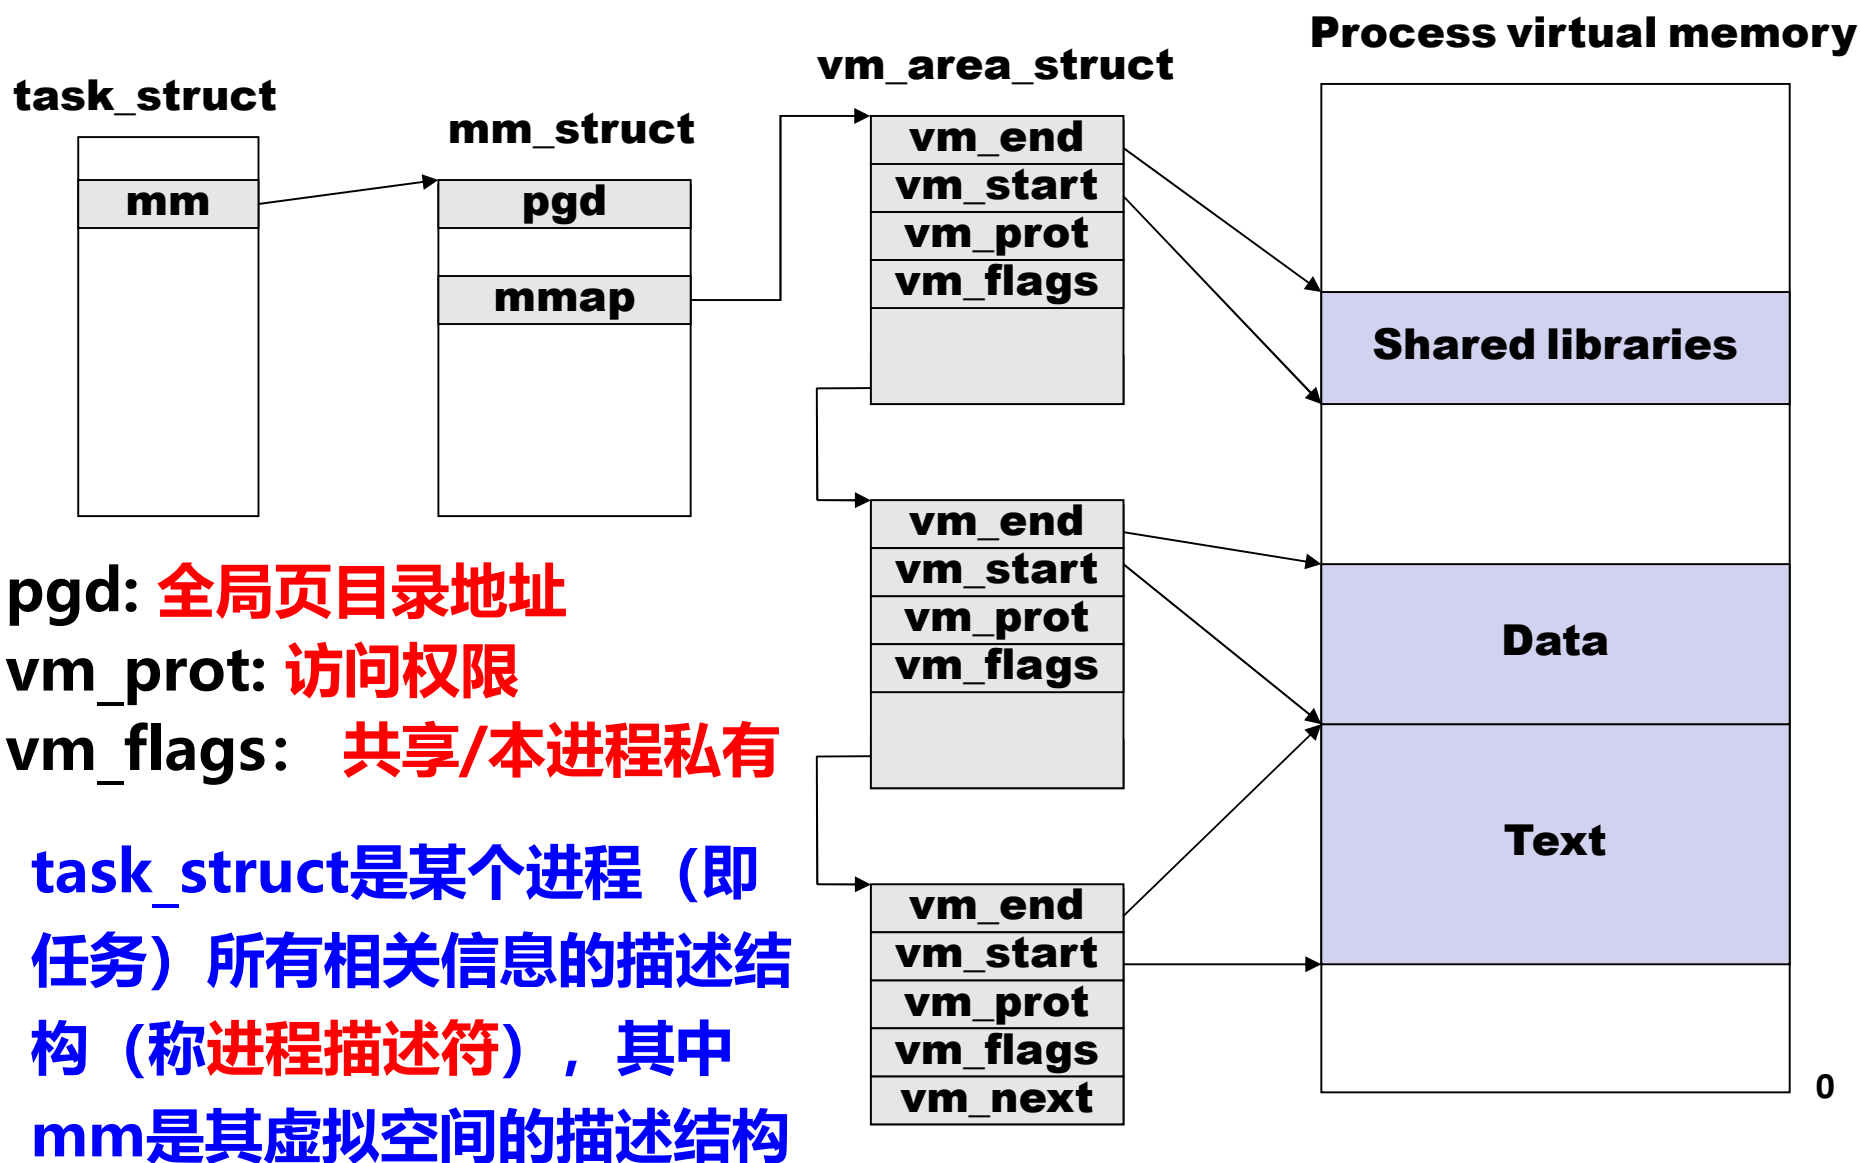 Process virtual memory
vm_area_struct
task_struct
mm_struct
mm
pgd
mmap
vm_end
vm_start
vm_prot
vm_flags
Shared libraries
vm_end
vm_start
vm_prot
vm_flags
Data
Text
vm_end
vm_start
vm_prot
vm_flags
vm_next
0
pgd: 全局页目录地址
vm_prot: 访问权限
vm_flags： 共享/本进程私有
task_struct是某个进程（即
任务）所有相关信息的描述结
构（称进程描述符），其中
mm是其虚拟空间的描述结构